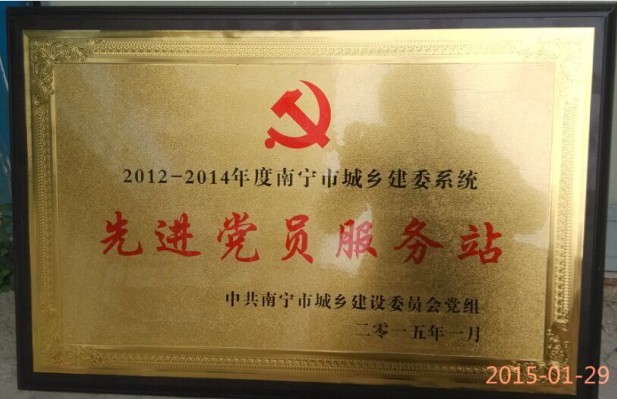 2012-2014年度南宁市城乡建委系统
先进党员服务站
中共南宁市城乡建设委员会党组
二零一五年一月
2015-01-29